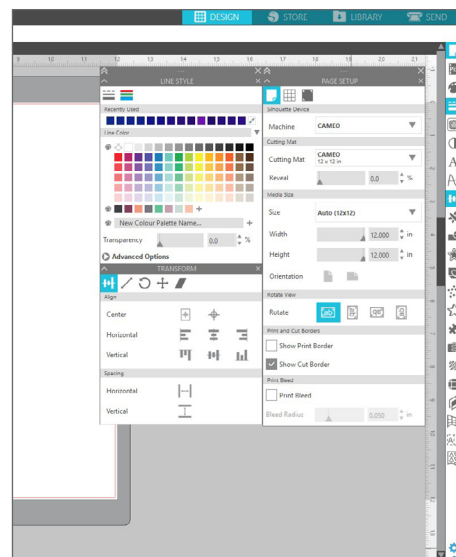 DESIGN
STORE
LIBRARY
SEND
9 10 11 12 13 14 15 16 17 18 19 20 21
LINE STYLE
Recently Used
Line Color
New Colour Palette Name...
Transparency 0.0 %
Advanced Options
TRANSFORM
Align
Center
Horizontal
Vertical
Spacing
Horizontal
Vertical
PAGE SETUP
Silhouette Device
Machine CAMEO
Cutting Mat
Cutting Mat CAMEO
12 x 12 in
Reveal 0.0 %
Media Size
Size Auto (12x12)
Width 12.000 in
Height 12.000 in
Orientation
Rotate View
Rotate
Print and Cut Borders
Show Print Border
Show Cut Border
Print Bleed
Print Bleed
Bleed Radius 0.050 in